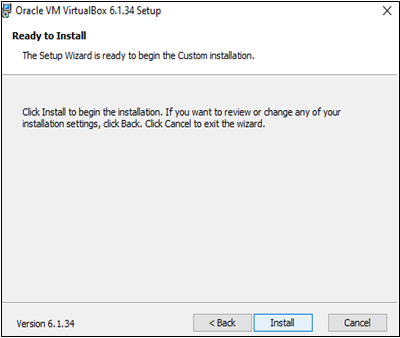 Oracle VM VirtualBox 6.1.34 Setup
Ready to Install
The Setup Wizard is ready to begin the Custom installation.
Click Install to begin the installation. If you want to review or change any of your
installation settings, click Back. Click Cancel to exit the wizard.
Version 6.1.34
< Back
Install
Cancel